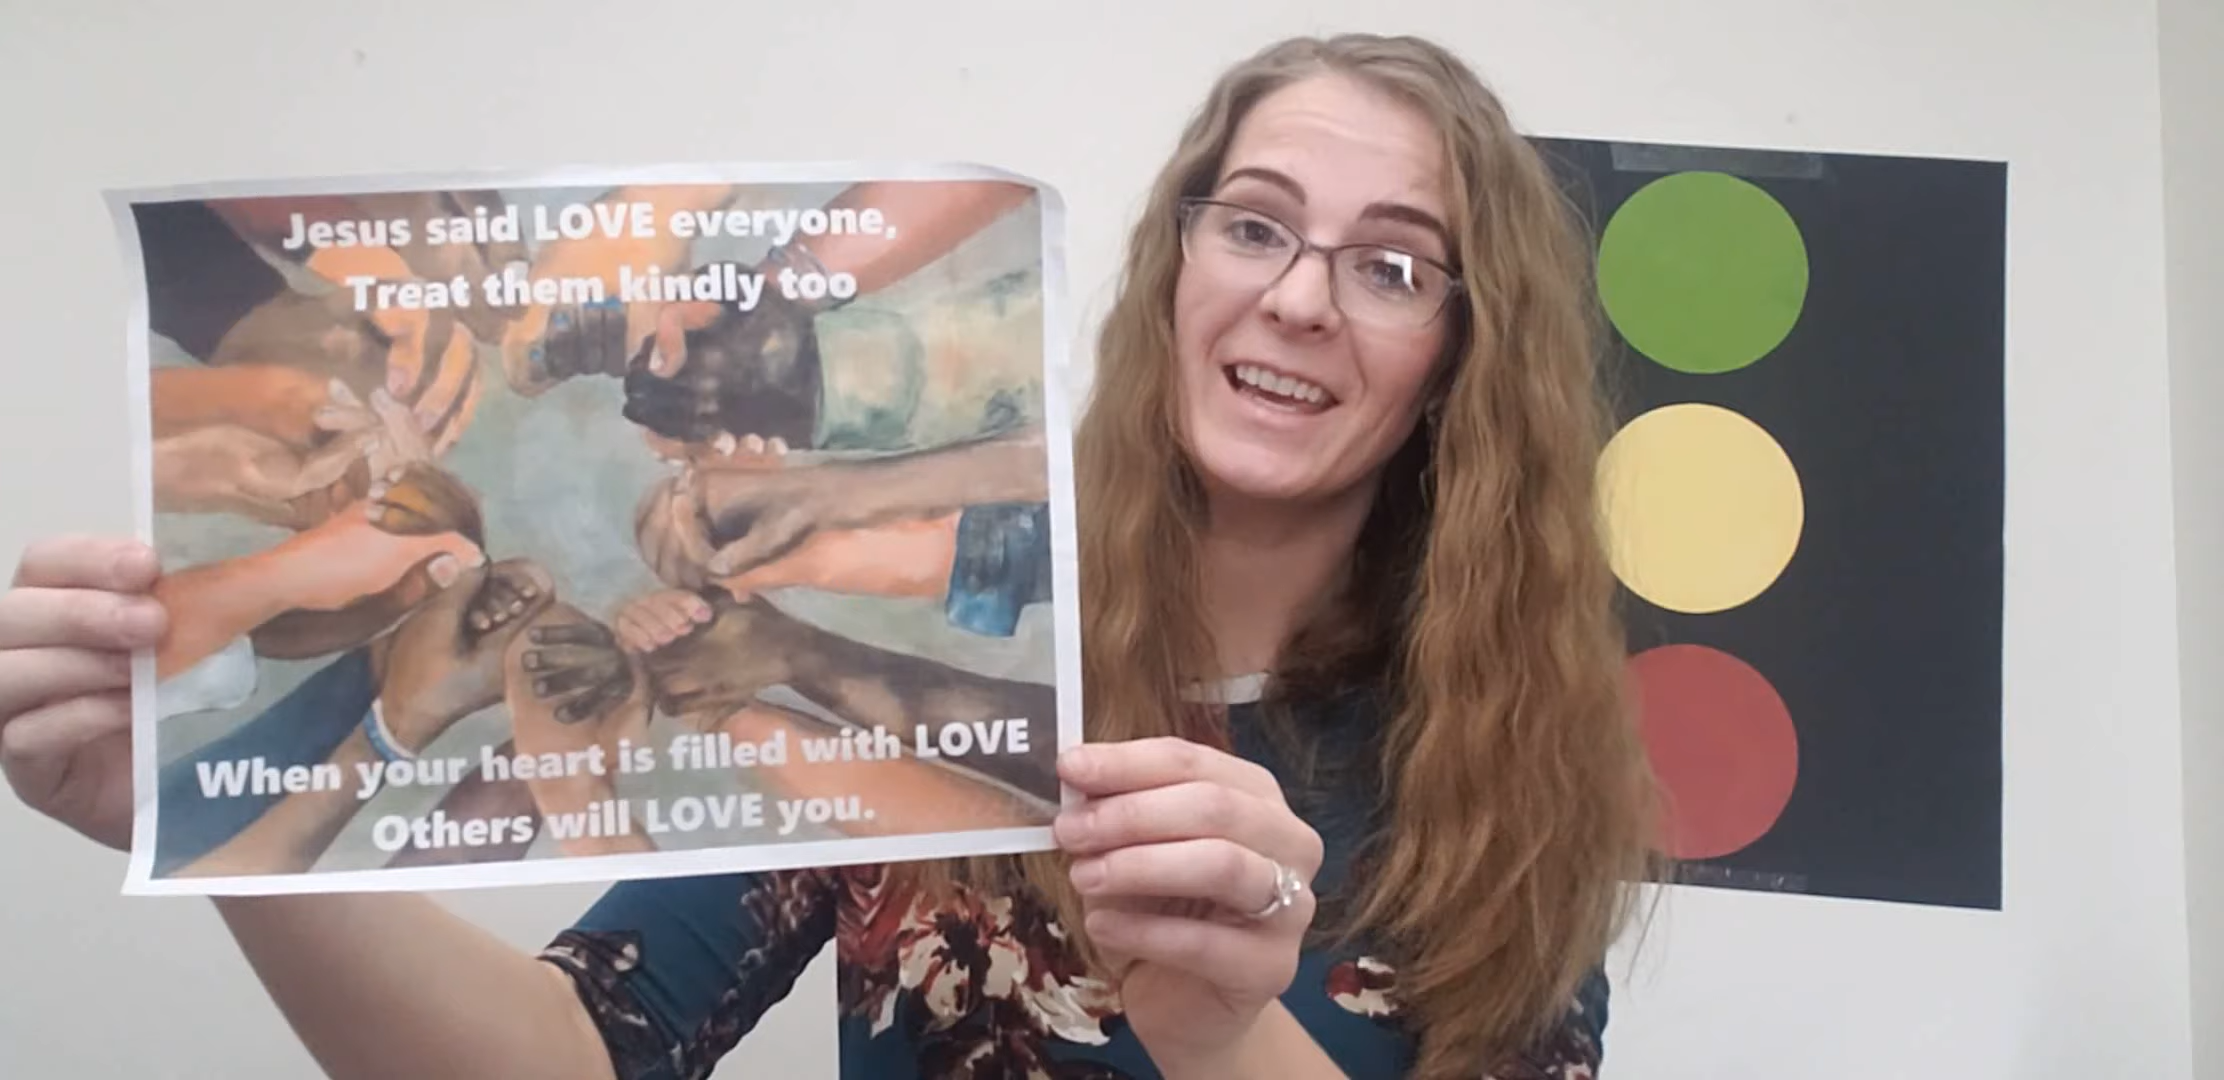 Jesus said LOVE everyone,
Treat them kindly too
When your heart is filled with LOVE
Others will LOVE you.